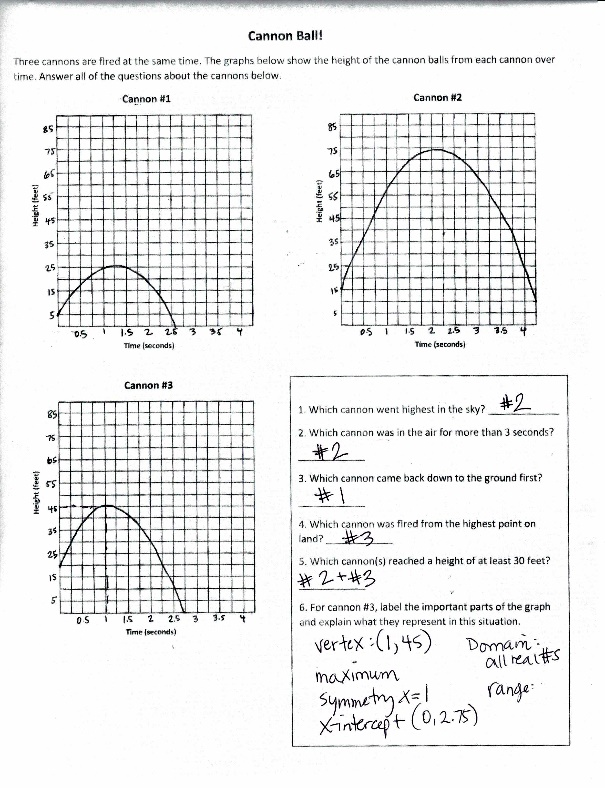 Cannon Ball!
Three cannons are fired at the same time. The graphs below show the height of the cannon balls from each cannon over
time. Answer all of the questions about the cannons below.
Cannon #1
Height (feet)
85
75
65
55
45
35
25
15
5
0.5 1 1.5 2 2.5 3 3.5 4
Time (seconds)
Cannon #2
Height (feet)
85
75
65
55
45
35
25
15
5
0.5 1 1.5 2 2.5 3 3.5 4
Time (seconds)
Cannon #3
Height (feet)
85
75
65
55
45
35
25
15
5
0.5 1 1.5 2 2.5 3 3.5 4
Time (seconds)
1. Which cannon went highest in the sky? #2
2. Which cannon was in the air for more than 3 seconds?
#2
3. Which cannon came back down to the ground first?
#1
4. Which cannon was fired from the highest point on
land? #3
5. Which cannon(s) reached a height of at least 30 feet?
#2+#3
6. For cannon #3, label the important parts of the graph
and explain what they represent in this situation.
vertex:(1,45)
maximum
symmetry x=1
x-intercept (0,2.75)
Domain:
all real #s
range: